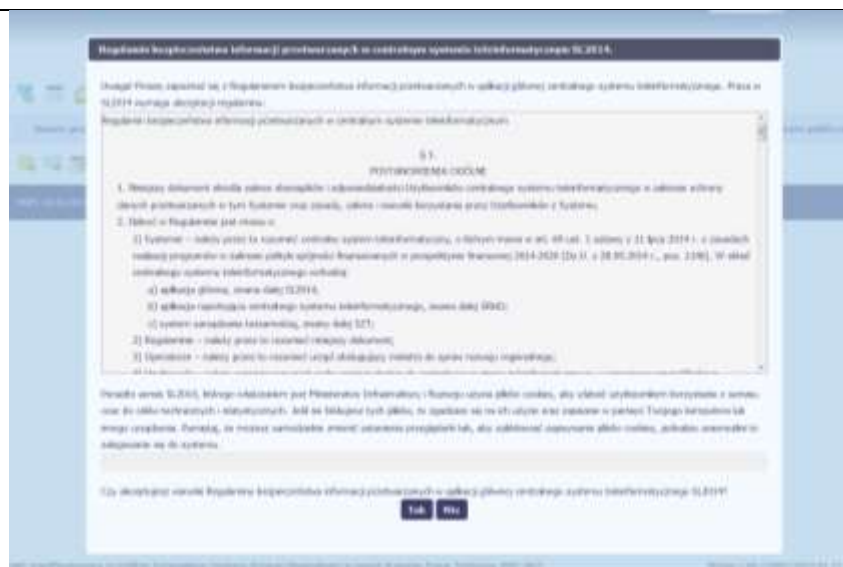 Regulamin bezpieczeństwa informacji przetwarzanych w centralnym systemie teleinformatycznym SL2014.
Uwaga! Proszę zapoznać się z Regulaminem bezpieczeństwa informacji przetwarzanych w aplikacji głównej centralnego systemu teleinformatycznego. Praca w
SL2014 wymaga akceptacji regulaminu.
Regulamin bezpieczeństwa informacji przetwarzanych w centralnym systemie teleinformatycznym
§ 1.
POSTANOWIENIA OGÓLNE
1. Niniejszy dokument określa zakres obowiązków i odpowiedzialności Użytkowników centralnego systemu teleinformatycznego w zakresie ochrony
danych przetwarzanych w tym Systemie oraz zasady, zakres i warunki korzystania przez Użytkowników z Systemu.
2. Ilekroć w Regulaminie jest mowa o:
1) Systemie – należy przez to rozumieć centralny system teleinformatyczny, o którym mowa w art. 69 ust. 1 ustawy z 11 lipca 2014 r. o zasadach
realizacji programów w zakresie polityki spójności finansowanych w perspektywie finansowej 2014-2020 W skład
centralnego systemu teleinformatycznego wchodzą:
a) aplikacja główna, zwana dalej SL2014,
b) aplikacja raportująca centralnego systemu teleinformatycznego, zwana dalej SRHD;
c) system zarządzania tożsamością, zwany dalej SZT;
2) Regulaminie – należy przez to rozumieć niniejszy dokument;
3) Operatorze – należy przez to rozumieć urząd obsługujący ministra do spraw rozwoju regionalnego;
Ponadto serwis SL2014, którego właścicielem jest Ministerstwo Infrastruktury i Rozwoju używa plików cookies, aby ułatwić użytkownikom korzystanie z serwisu
oraz do celów technicznych i statystycznych. Jeśli nie blokujesz tych plików, to zgadzasz się na ich użycie oraz zapisanie w pamięci Twojego komputera lub
innego urządzenia. Pamiętaj, że możesz samodzielnie zmienić ustawienia przeglądarki tak, aby zablokować zapisywanie plików cookies, jednakże uniemożliwi to
zalogowanie się do systemu.
Czy akceptujesz warunki Regulaminu bezpieczeństwa informacji przetwarzanych w aplikacji głównej centralnego systemu teleinformatycznego SL2014?
Tak Nie